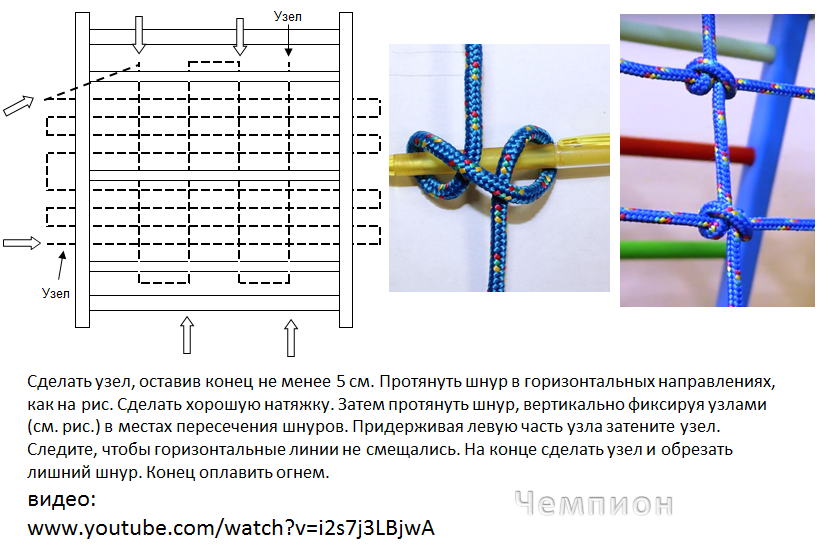 Узел
Узел
Сделать узел, оставив конец не менее 5 см. Протянуть шнур в горизонтальных направлениях,
как на рис. Сделать хорошую натяжку. Затем протянуть шнур, вертикально фиксируя узлами
(см. рис.) в местах пересечения шнуров. Придерживая левую часть узла затените узел.
Следите, чтобы горизонтальные линии не смещались. На конце сделать узел и обрезать
лишний шнур. Конец оплавить огнем.
видео:
Чемпион
www.youtube.com/watch?v=i2s7j3LBjwA